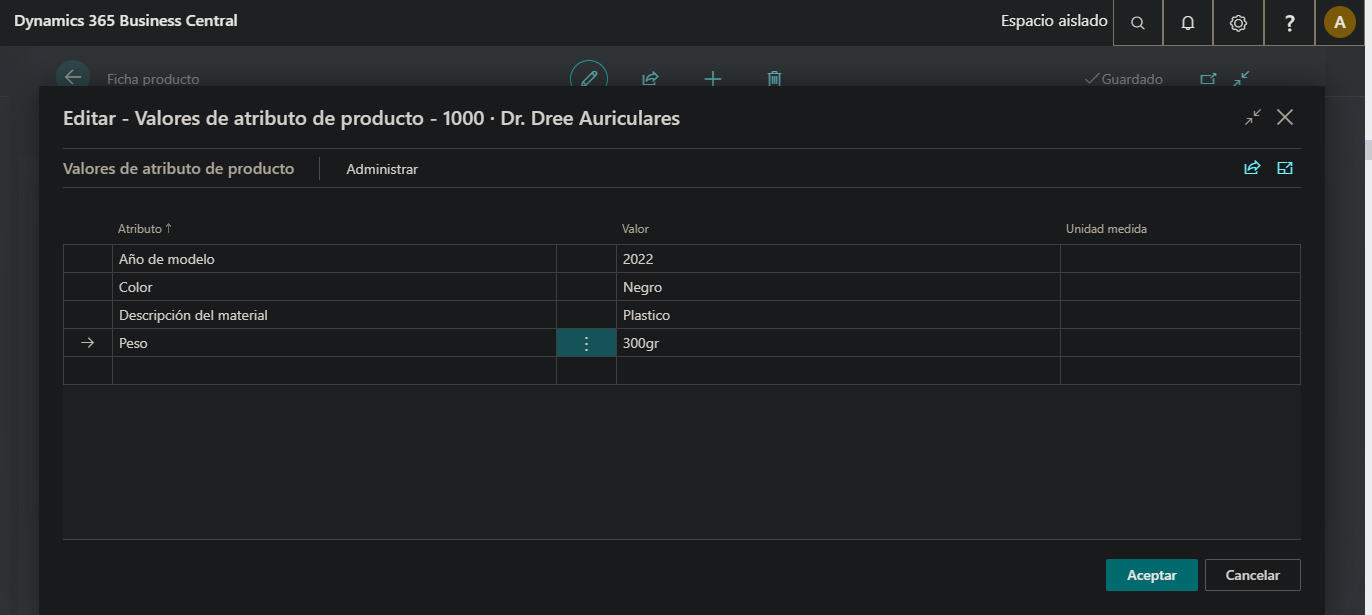 Dynamics 365 Business Central
Espacio aislado
?
A
Ficha producto
Guardado
Editar - Valores de atributo de producto - 1000 · Dr. Dree Auriculares
Valores de atributo de producto
Administrar
Atributo ↑
Valor
Unidad medida
Año de modelo
2022
Color
Negro
Descripción del material
Plastico
Peso
300gr
Aceptar
Cancelar